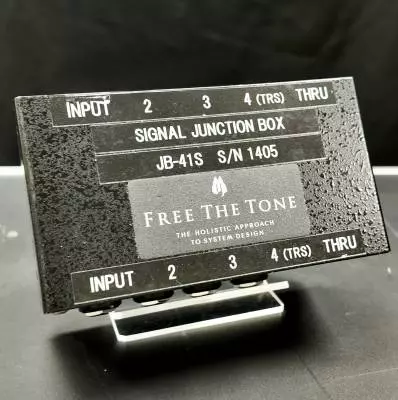 INPUT 2 3 4 (TRS) THRU
SIGNAL JUNCTION BOX
JB-41S S/N 1405
FREE THE TONE
THE HOLISTIC APPROACH
TO SYSTEM DESIGN
INPUT 2 3 4 (TRS) THRU